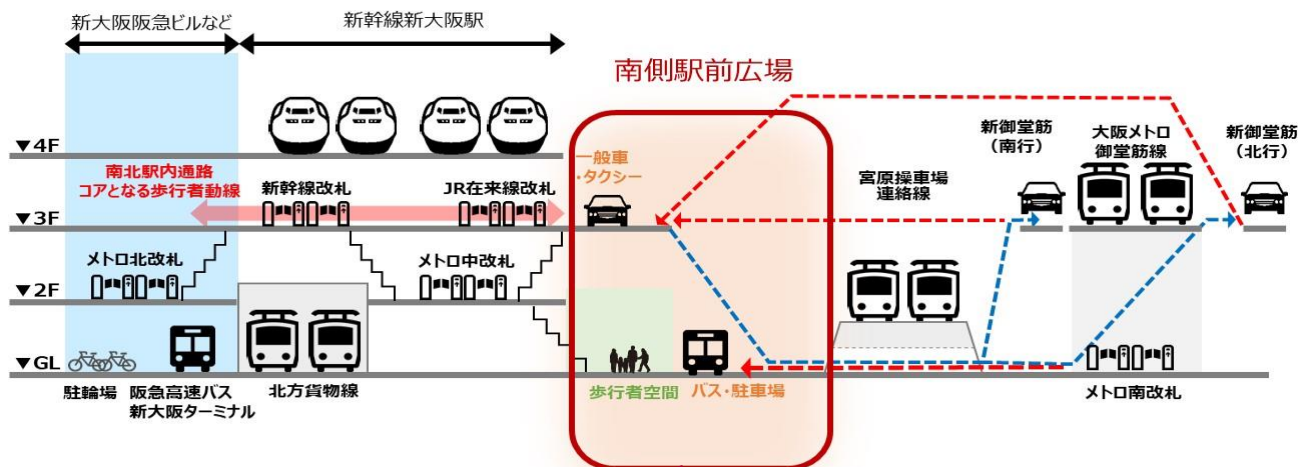 新大阪阪急ビルなど
新幹線新大阪駅
南側駅前広場
新御堂筋
（南行）
大阪メトロ
御堂筋線
新御堂筋
（北行）
▼4F
南北駅内通路
コアとなる歩行者動線
新幹線改札
JR在来線改札
一般車
・タクシー
宮原操車場
連絡線
▼3F
メトロ北改札
メトロ中改札
▼2F
▼GL
駐輪場
阪急高速バス
新大阪ターミナル
北方貨物線
歩行者空間
バス・駐車場
メトロ南改札